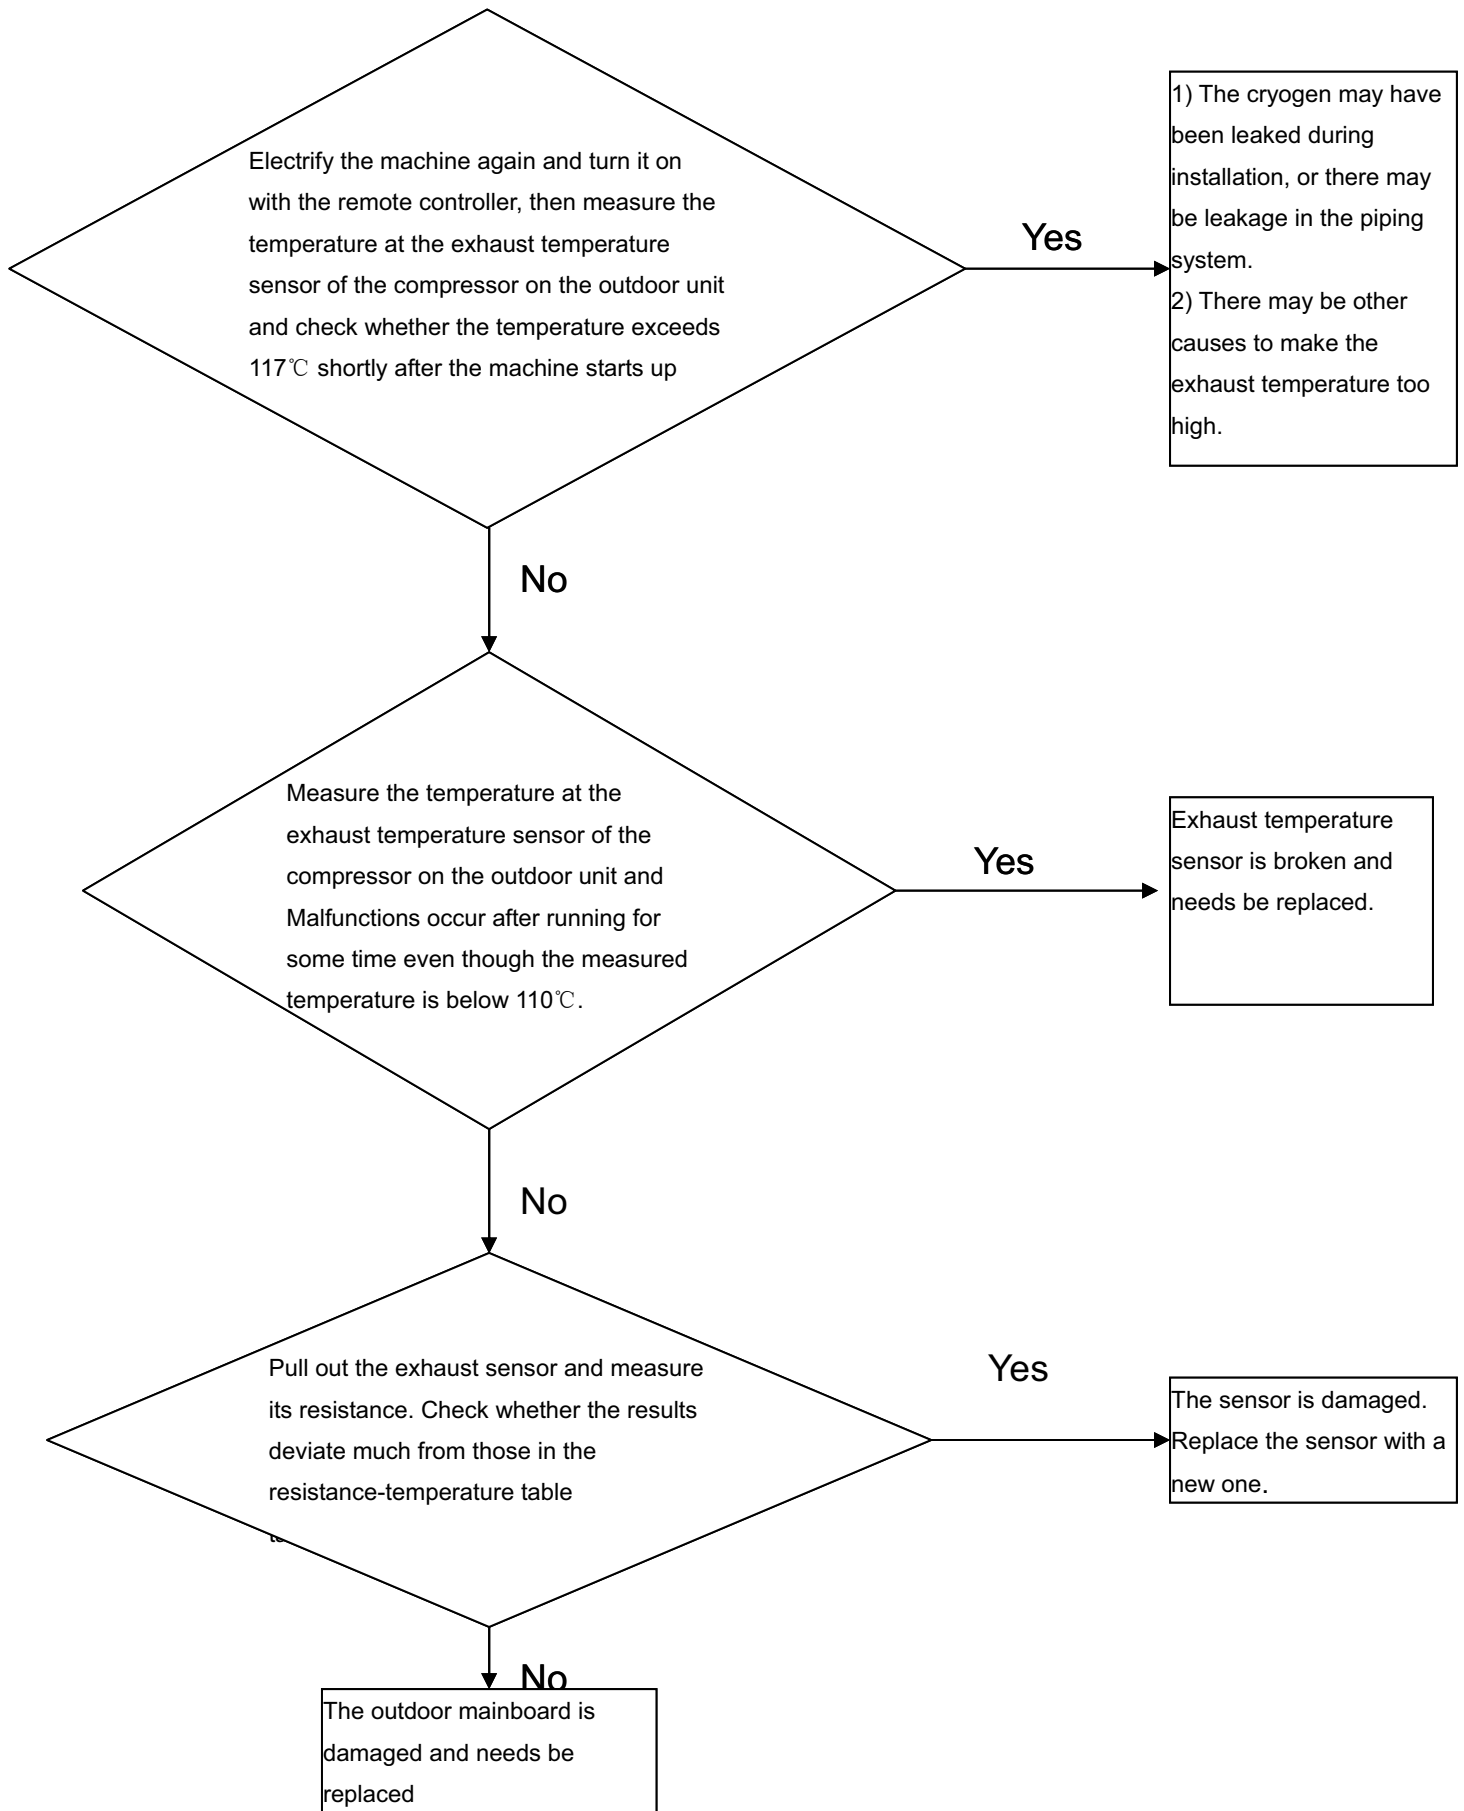 Electrify the machine again and turn it on
with the remote controller, then measure the
temperature at the exhaust temperature
sensor of the compressor on the outdoor unit
and check whether the temperature exceeds
117℃ shortly after the machine starts up
Yes
1) The cryogen may have
been leaked during
installation, or there may
be leakage in the piping
system.
2) There may be other
causes to make the
exhaust temperature too
high.
No
Measure the temperature at the
exhaust temperature sensor of the
compressor on the outdoor unit and
Malfunctions occur after running for
some time even though the measured
temperature is below 110℃.
Yes
Exhaust temperature
sensor is broken and
needs be replaced.
No
Pull out the exhaust sensor and measure
its resistance. Check whether the results
deviate much from those in the
resistance-temperature table
Yes
The sensor is damaged.
Replace the sensor with a
new one.
No
The outdoor mainboard is
damaged and needs be
replaced